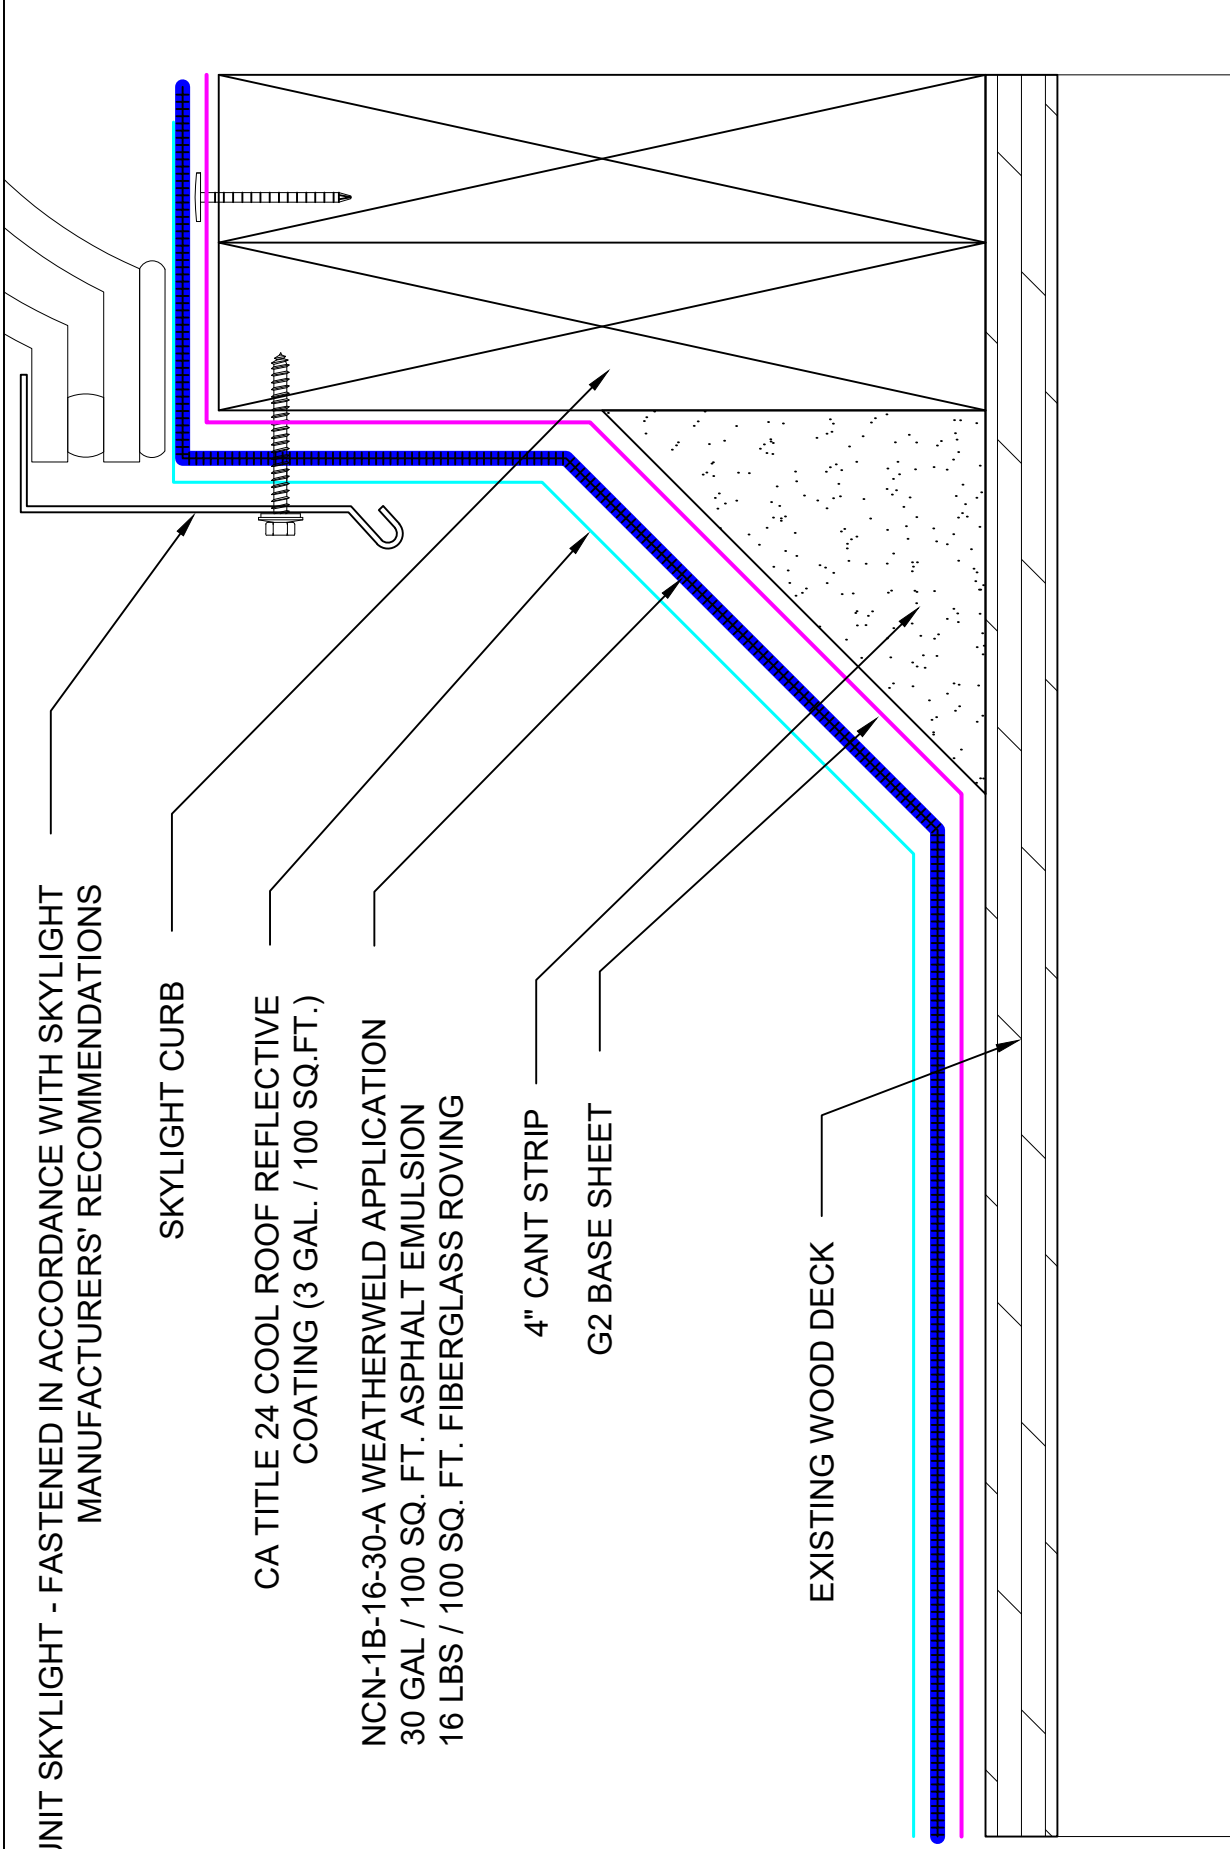 UNIT SKYLIGHT - FASTENED IN ACCORDANCE WITH SKYLIGHT
MANUFACTURERS' RECOMMENDATIONS
SKYLIGHT CURB
CA TITLE 24 COOL ROOF REFLECTIVE
COATING (3 GAL. / 100 SQ.FT.)
NCN-1B-16-30-A WEATHERWELD APPLICATION
30 GAL / 100 SQ. FT. ASPHALT EMULSION
16 LBS / 100 SQ. FT. FIBERGLASS ROVING
4" CANT STRIP
G2 BASE SHEET
EXISTING WOOD DECK